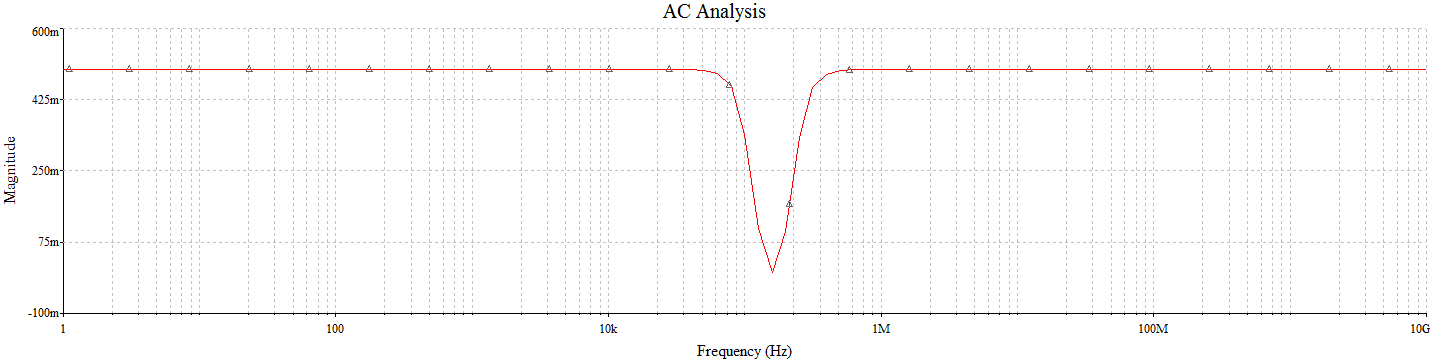 AC Analysis
600m
425m
250m
75m
-100m
Magnitude
1 100 10k 1M 100M 10G
Frequency (Hz)